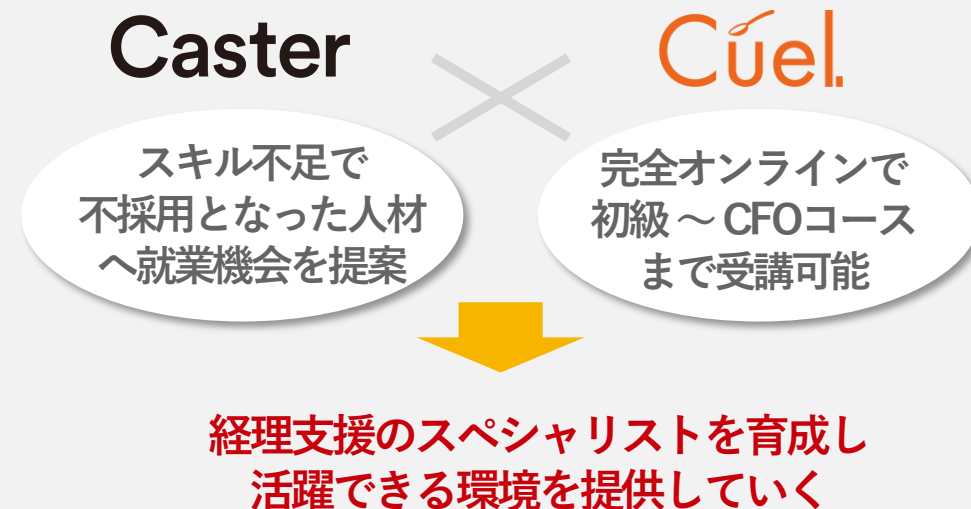 Caster
Cúel.
スキル不足で
不採用となった人材
へ就業機会を提案
完全オンラインで
初級 〜 CFOコース
まで受講可能
経理支援のスペシャリストを育成し
活躍できる環境を提供していく